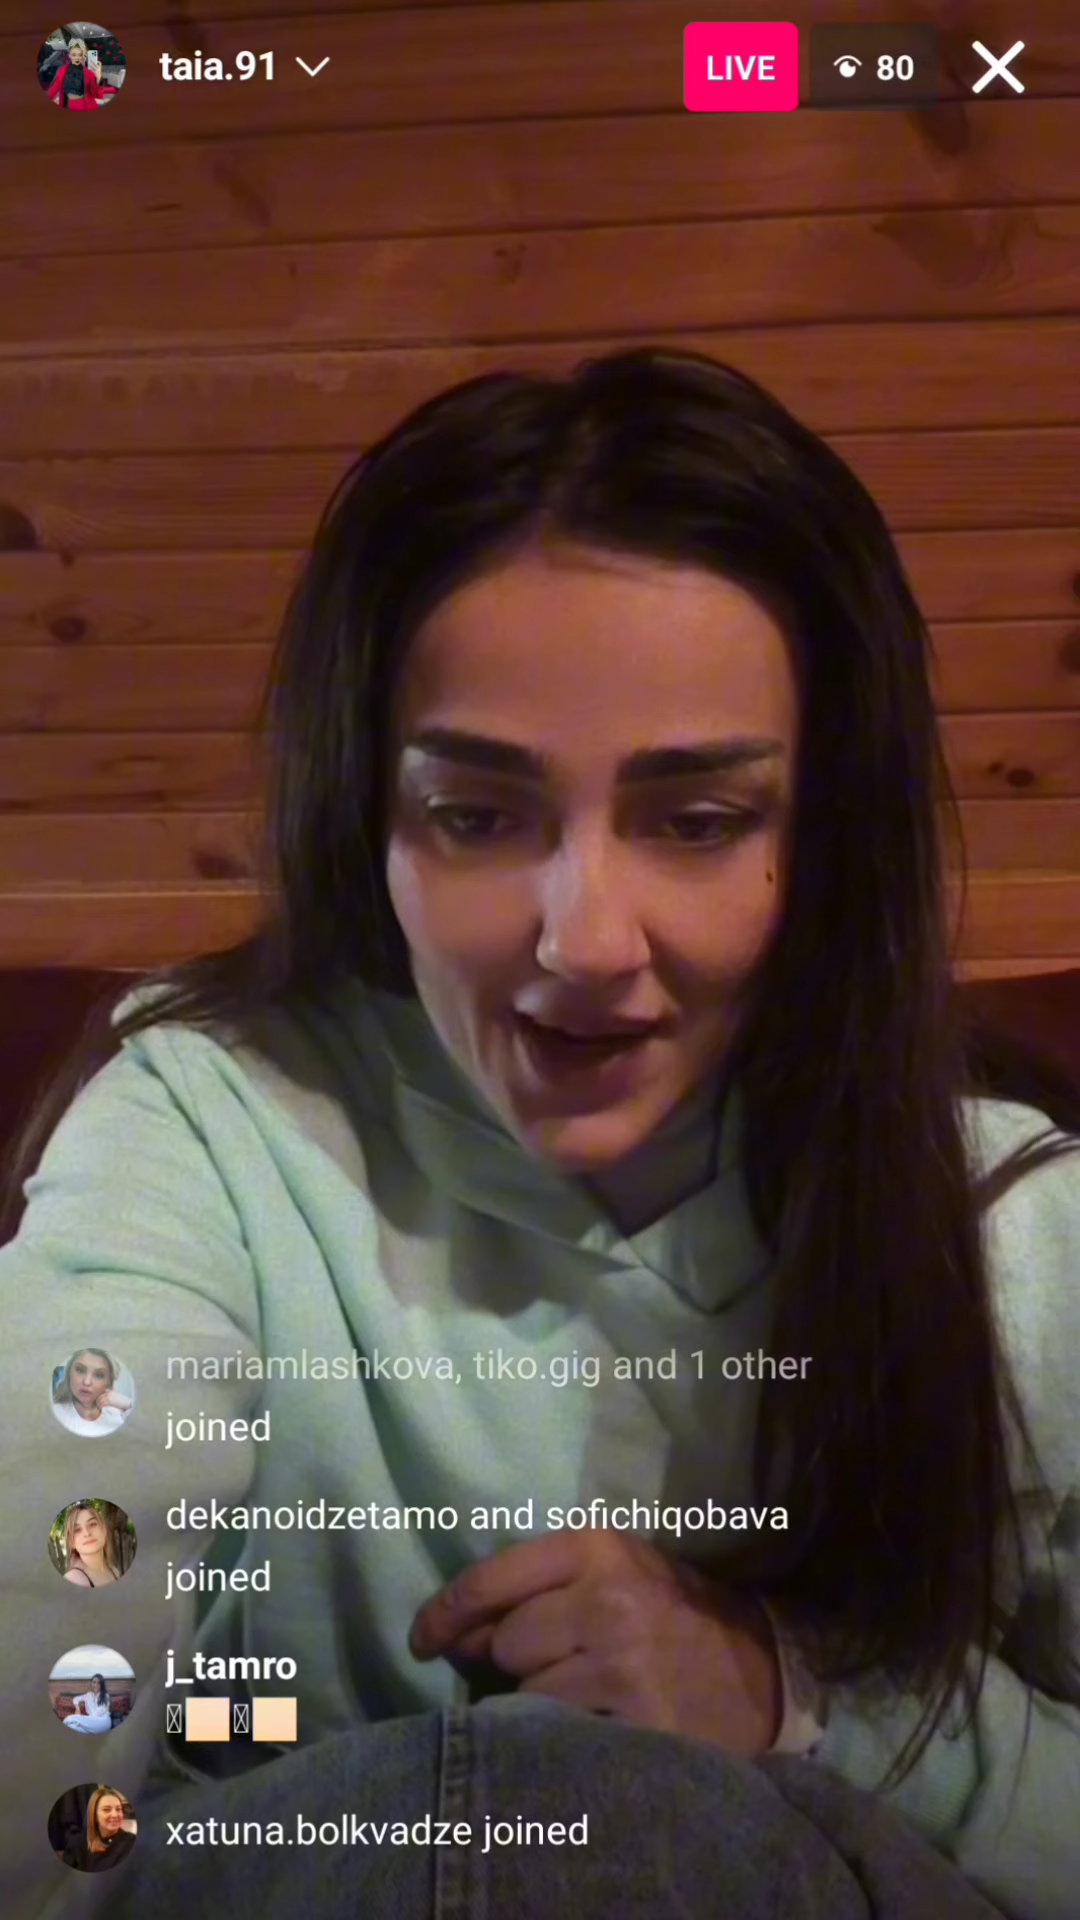 taia.91
LIVE
80
mariamlashkova, tiko.gig and 1 other
joined
dekanoidzetamo and sofichiqobava
joined
j_tamro
xatuna.bolkvadze joined